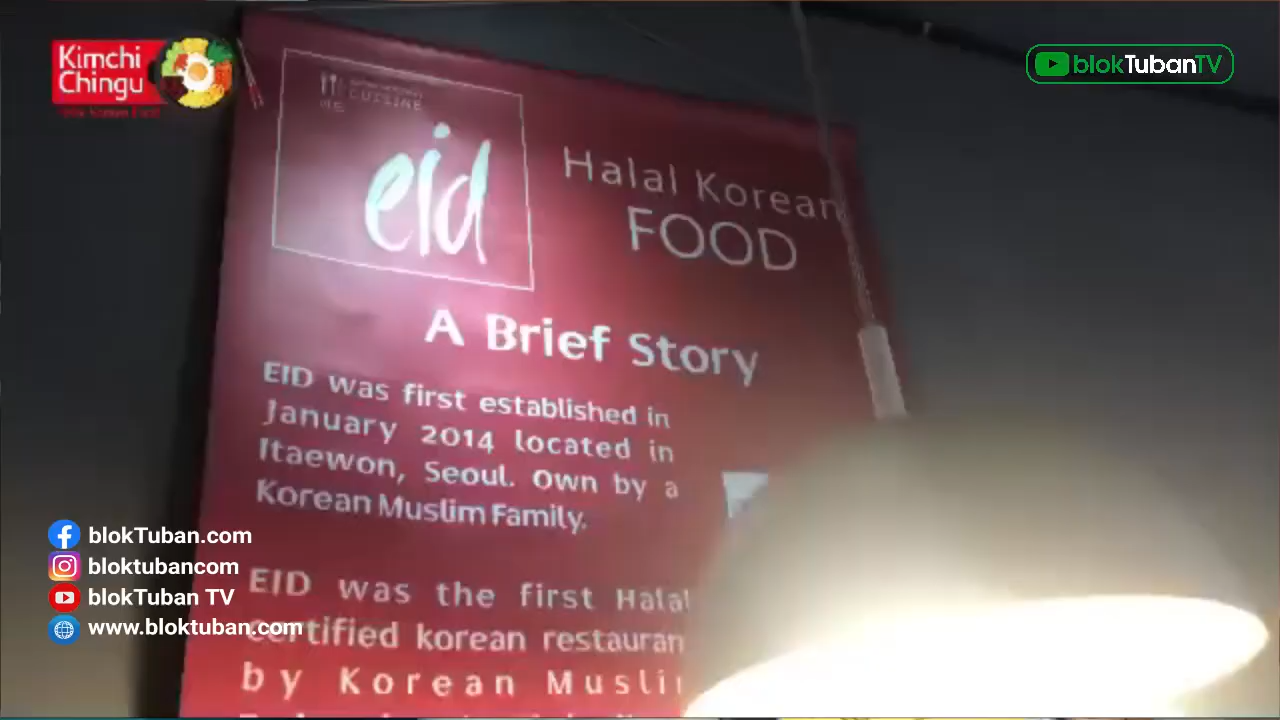 Kimchi
Chingu
blokTubanTV
CUISINE
eid
Halal Korean
FOOD
A Brief Story
EID was first established in
January 2014 located in
Itaewon, Seoul. Own by a
Korean Muslim Family.
EID was the first Halal
certified korean restauran
by Korean Musli
blokTuban.com
bloktubancom
blokTuban TV
www.bloktuban.com